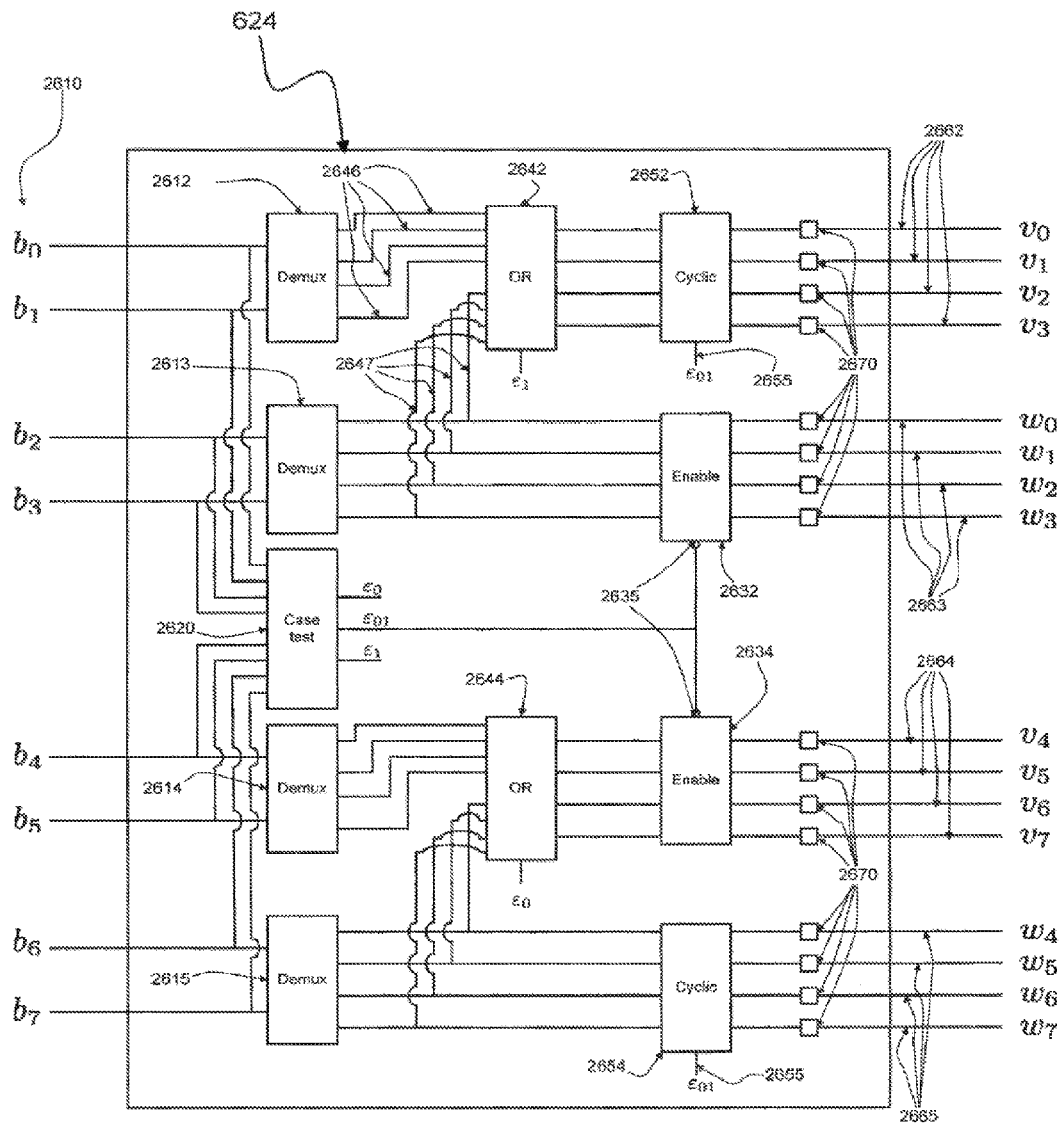 624
2610
2612
2646
2642
2652
2662
b0
Demux
OR
Cyclic
v0
b1
v1
v2
v3
2613
2647
ε1
ε01
2655
2670
b2
Demux
Enable
w0
b3
w1
w2
w3
Case test
2620
ε0
ε01
ε1
2635
2632
2663
2644
2634
2664
b4
Demux
OR
Enable
v4
2614
b5
v5
v6
v7
ε0
2670
b6
2615
Demux
Cyclic
w4
w5
b7
w6
w7
2654
ε01
2655
2665